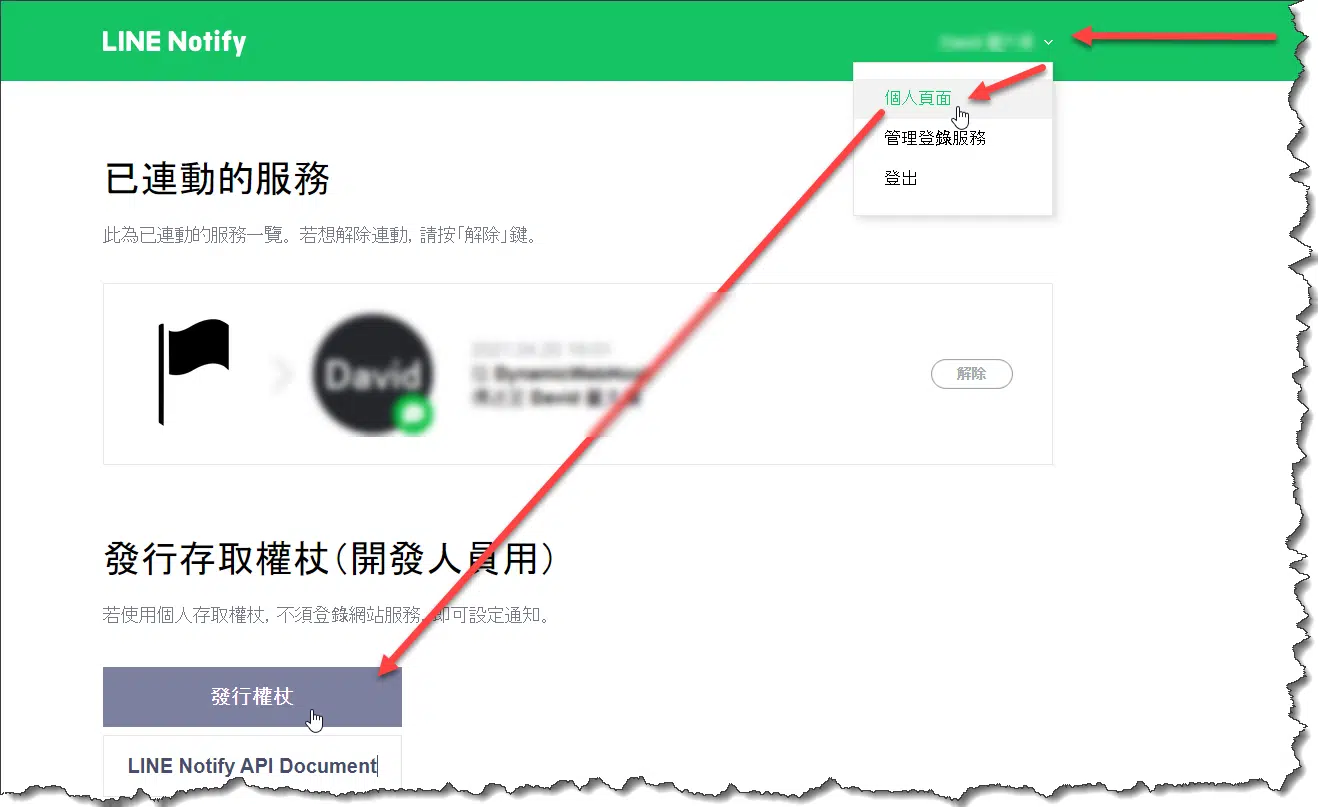 LINE Notify
個人頁面
管理登錄服務
登出
已連動的服務
此為已連動的服務一覽。若想解除連動, 請按「解除」鍵。
David
解除
發行存取權杖(開發人員用)
若使用個人存取權杖, 不須登錄網站服務, 即可設定通知。
發行權杖
LINE Notify API Document